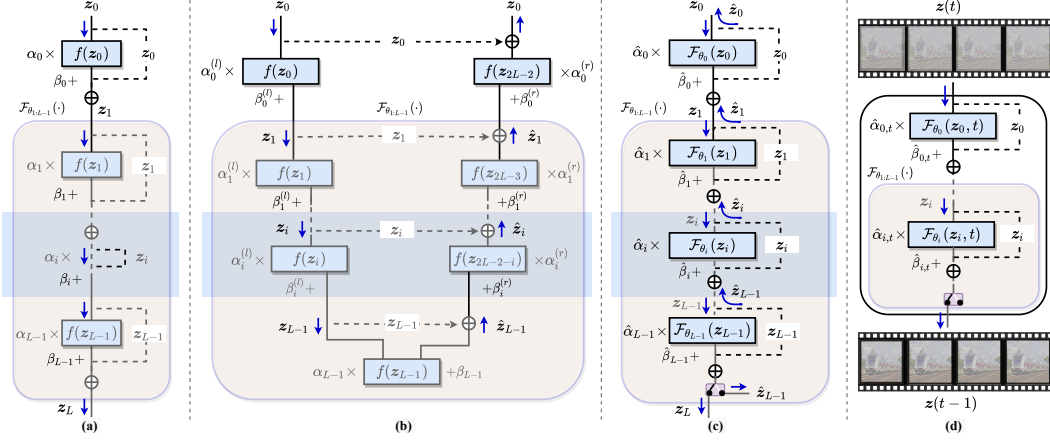 z_0
α_0 ×
f(z_0)
z_0
β_0+
z_1
F_{θ_{1:L−1}}(·)
α_1 ×
f(z_1)
z_1
β_1+
α_i ×
z_i
β_i+
α_{L−1} ×
f(z_{L−1})
z_{L−1}
β_{L−1}+
z_L
(a)
z_0
z_0
z_0
α_0^{(l)} ×
f(z_0)
f(z_{2L−2})
×α_0^{(r)}
β_0^{(l)}+
+β_0^{(r)}
F_{θ_{1:L−1}}(·)
z_1
z_1
ẑ_1
α_1^{(l)} ×
f(z_1)
f(z_{2L−3})
×α_1^{(r)}
β_1^{(l)}+
+β_1^{(r)}
z_i
z_i
ẑ_i
α_i^{(l)} ×
f(z_i)
f(z_{2L−2−i})
×α_i^{(r)}
β_i^{(l)}+
+β_i^{(r)}
z_{L−1}
z_{L−1}
ẑ_{L−1}
α_{L−1} ×
f(z_{L−1})
+β_{L−1}
(b)
z_0
ẑ_0
α̂_0 ×
F_{θ_0}(z_0)
z_0
β̂_0+
F_{θ_{1:L−1}}(·)
z_1
ẑ_1
α̂_1 ×
F_{θ_1}(z_1)
z_1
β̂_1+
z_i
ẑ_i
α̂_i ×
F_{θ_i}(z_i)
z_i
β̂_i+
z_{L−1}
ẑ_{L−1}
α̂_{L−1} ×
F_{θ_{L−1}}(z_{L−1})
z_{L−1}
β̂_{L−1}+
z_L
ẑ_{L−1}
(c)
z(t)
α̂_{0,t} ×
F_{θ_0}(z_0, t)
z_0
β̂_{0,t}+
F_{θ_{1:L−1}}(·)
z_i
α̂_{i,t} ×
F_{θ_i}(z_i, t)
z_i
β̂_{i,t}+
z(t−1)
(d)